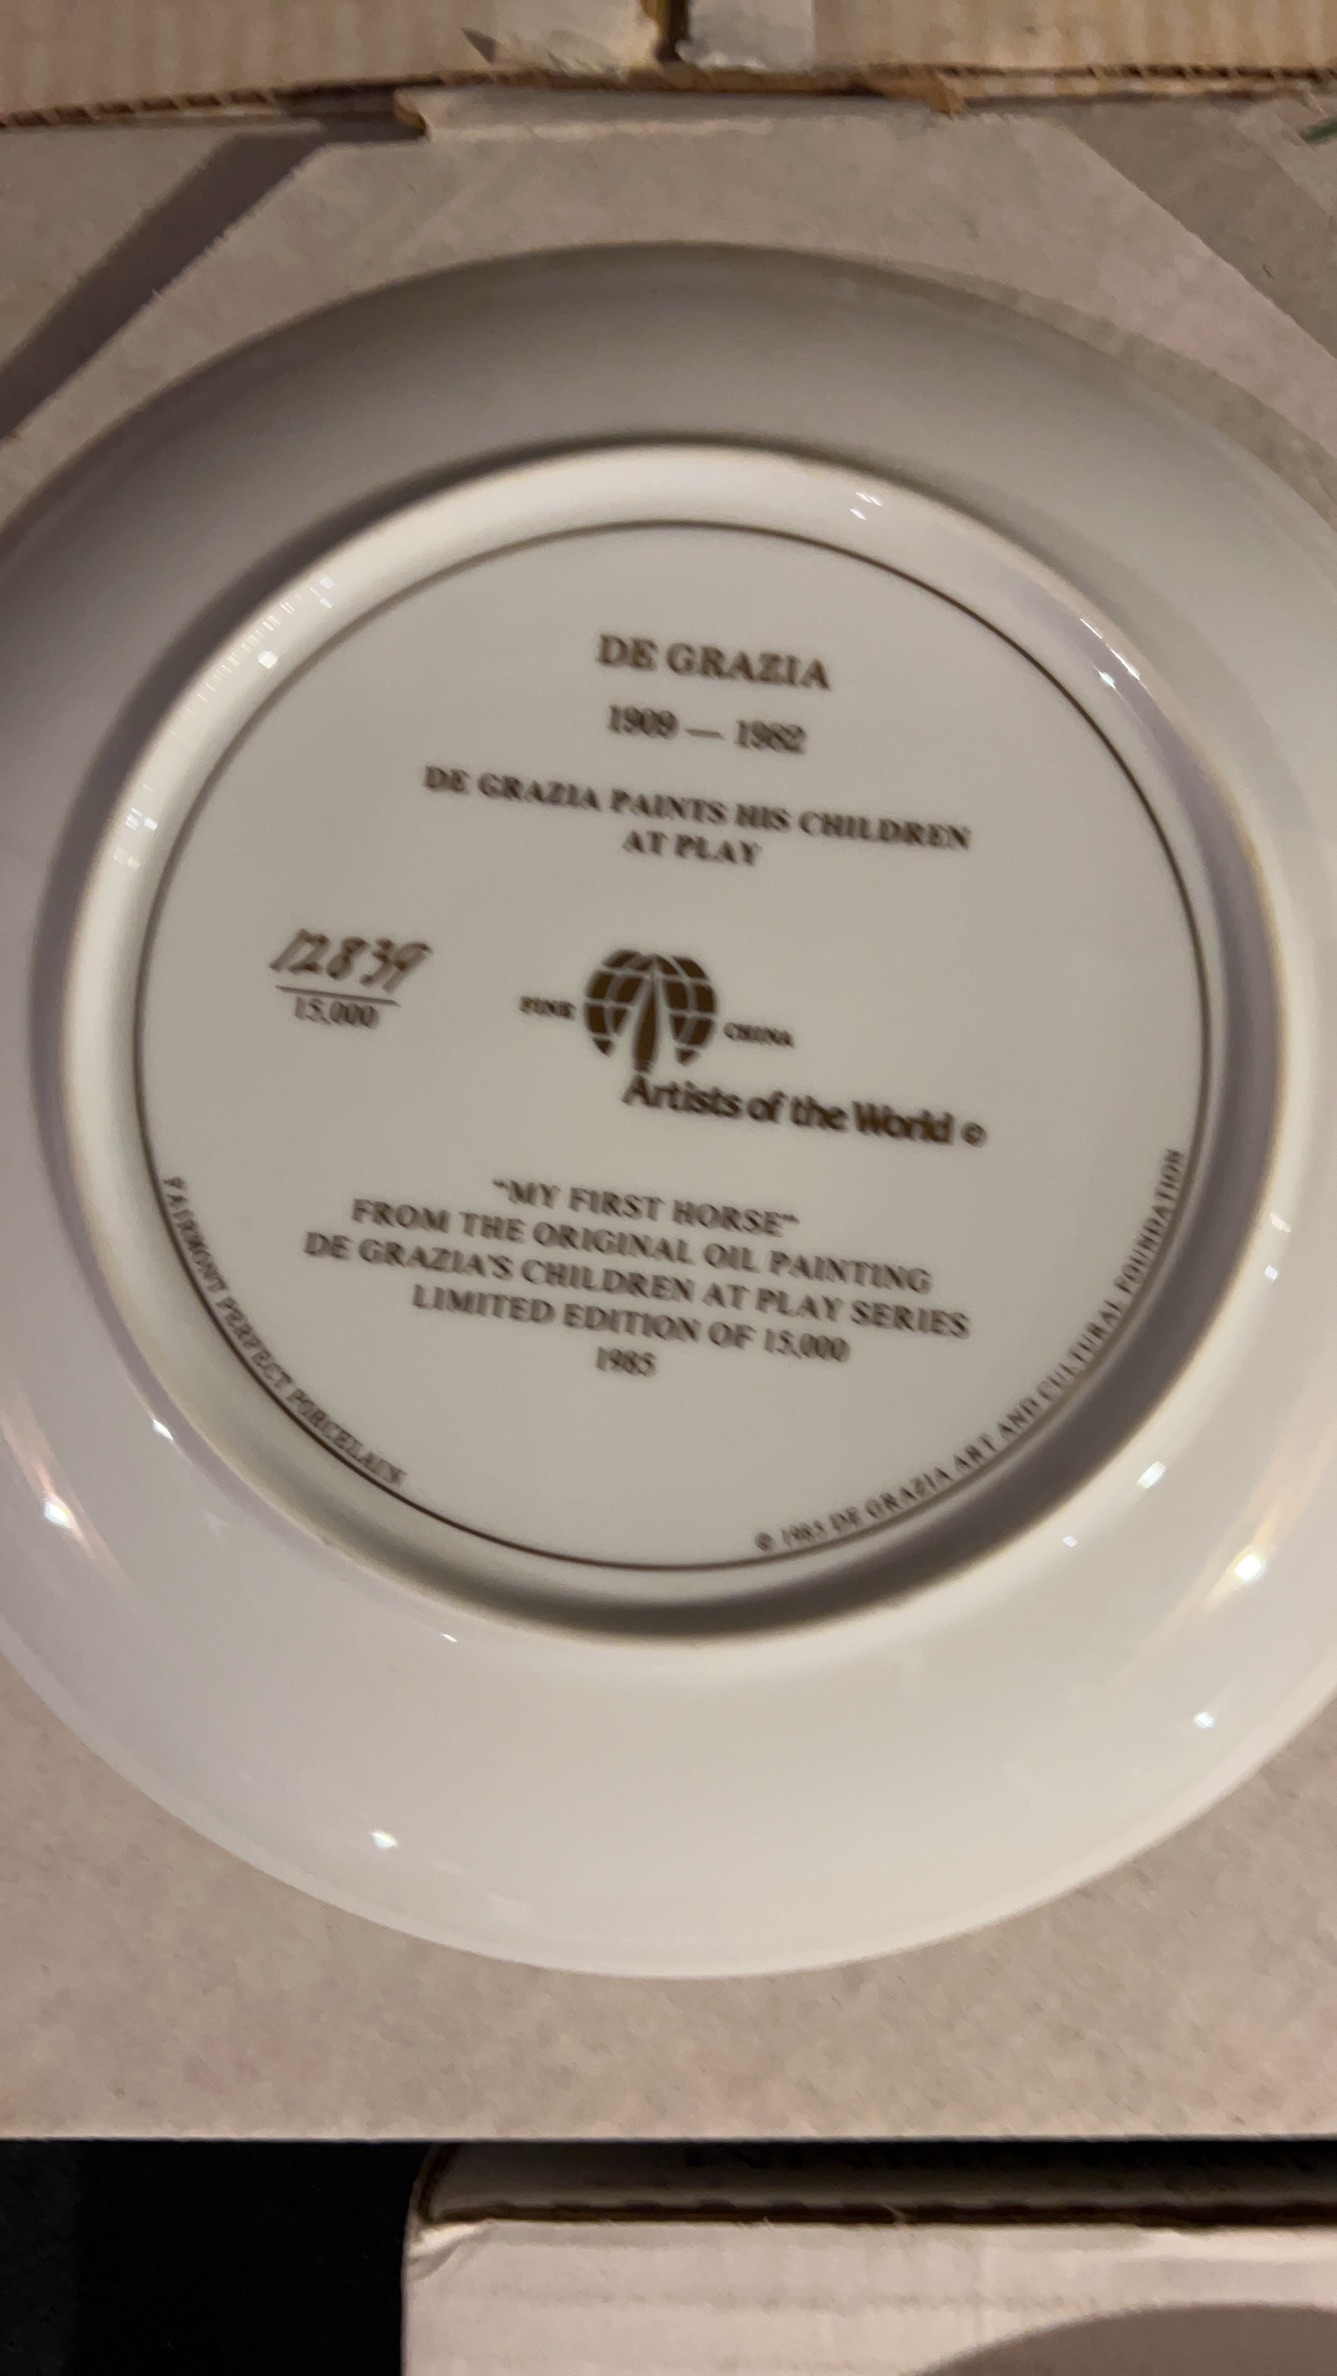 DE GRAZIA
1909 — 1982
DE GRAZIA PAINTS HIS CHILDREN
AT PLAY
12839
15,000
FINE CHINA
Artists of the World ©
"MY FIRST HORSE"
FROM THE ORIGINAL OIL PAINTING
DE GRAZIA'S CHILDREN AT PLAY SERIES
LIMITED EDITION OF 15,000
1985
FAIRMONT PERFECT PORCELAIN
© 1985 DE GRAZIA ART AND CULTURAL FOUNDATION